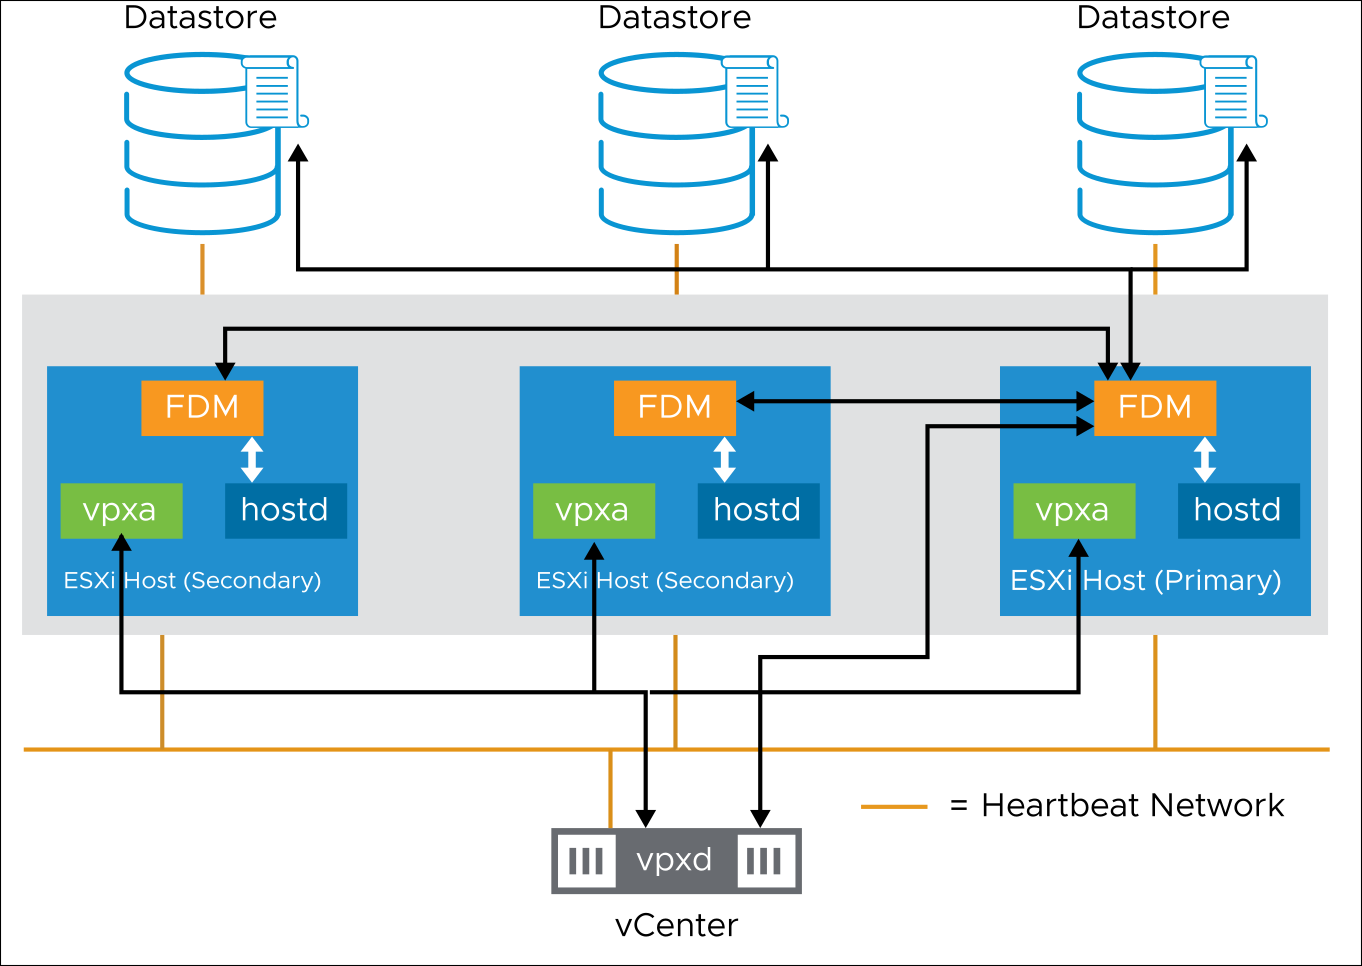 Datastore
Datastore
Datastore
FDM
FDM
FDM
vpxa
hostd
vpxa
hostd
vpxa
hostd
ESXi Host (Secondary)
ESXi Host (Secondary)
ESXi Host (Primary)
= Heartbeat Network
vpxd
vCenter